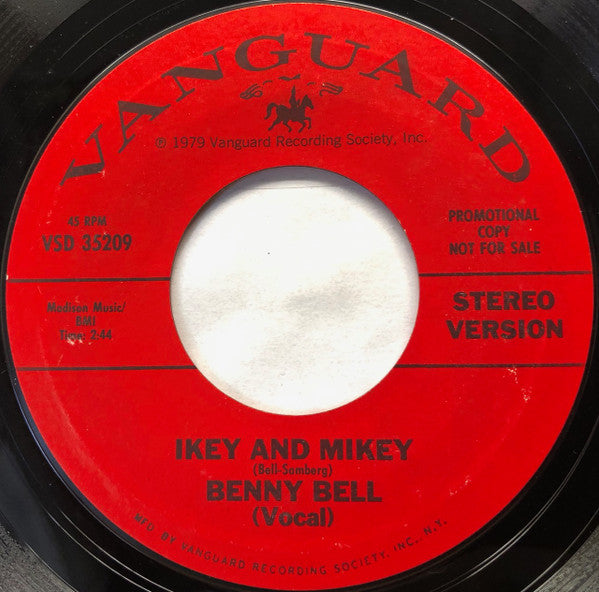 VANGUARD
℗ 1979 Vanguard Recording Society, Inc.
45 RPM
VSD 35209
PROMOTIONAL
COPY
NOT FOR SALE
Madison Music/
BMI
Time: 2:44
STEREO
VERSION
IKEY AND MIKEY
(Bell-Samberg)
BENNY BELL
(Vocal)
MFD BY VANGUARD RECORDING SOCIETY, INC. N.Y.